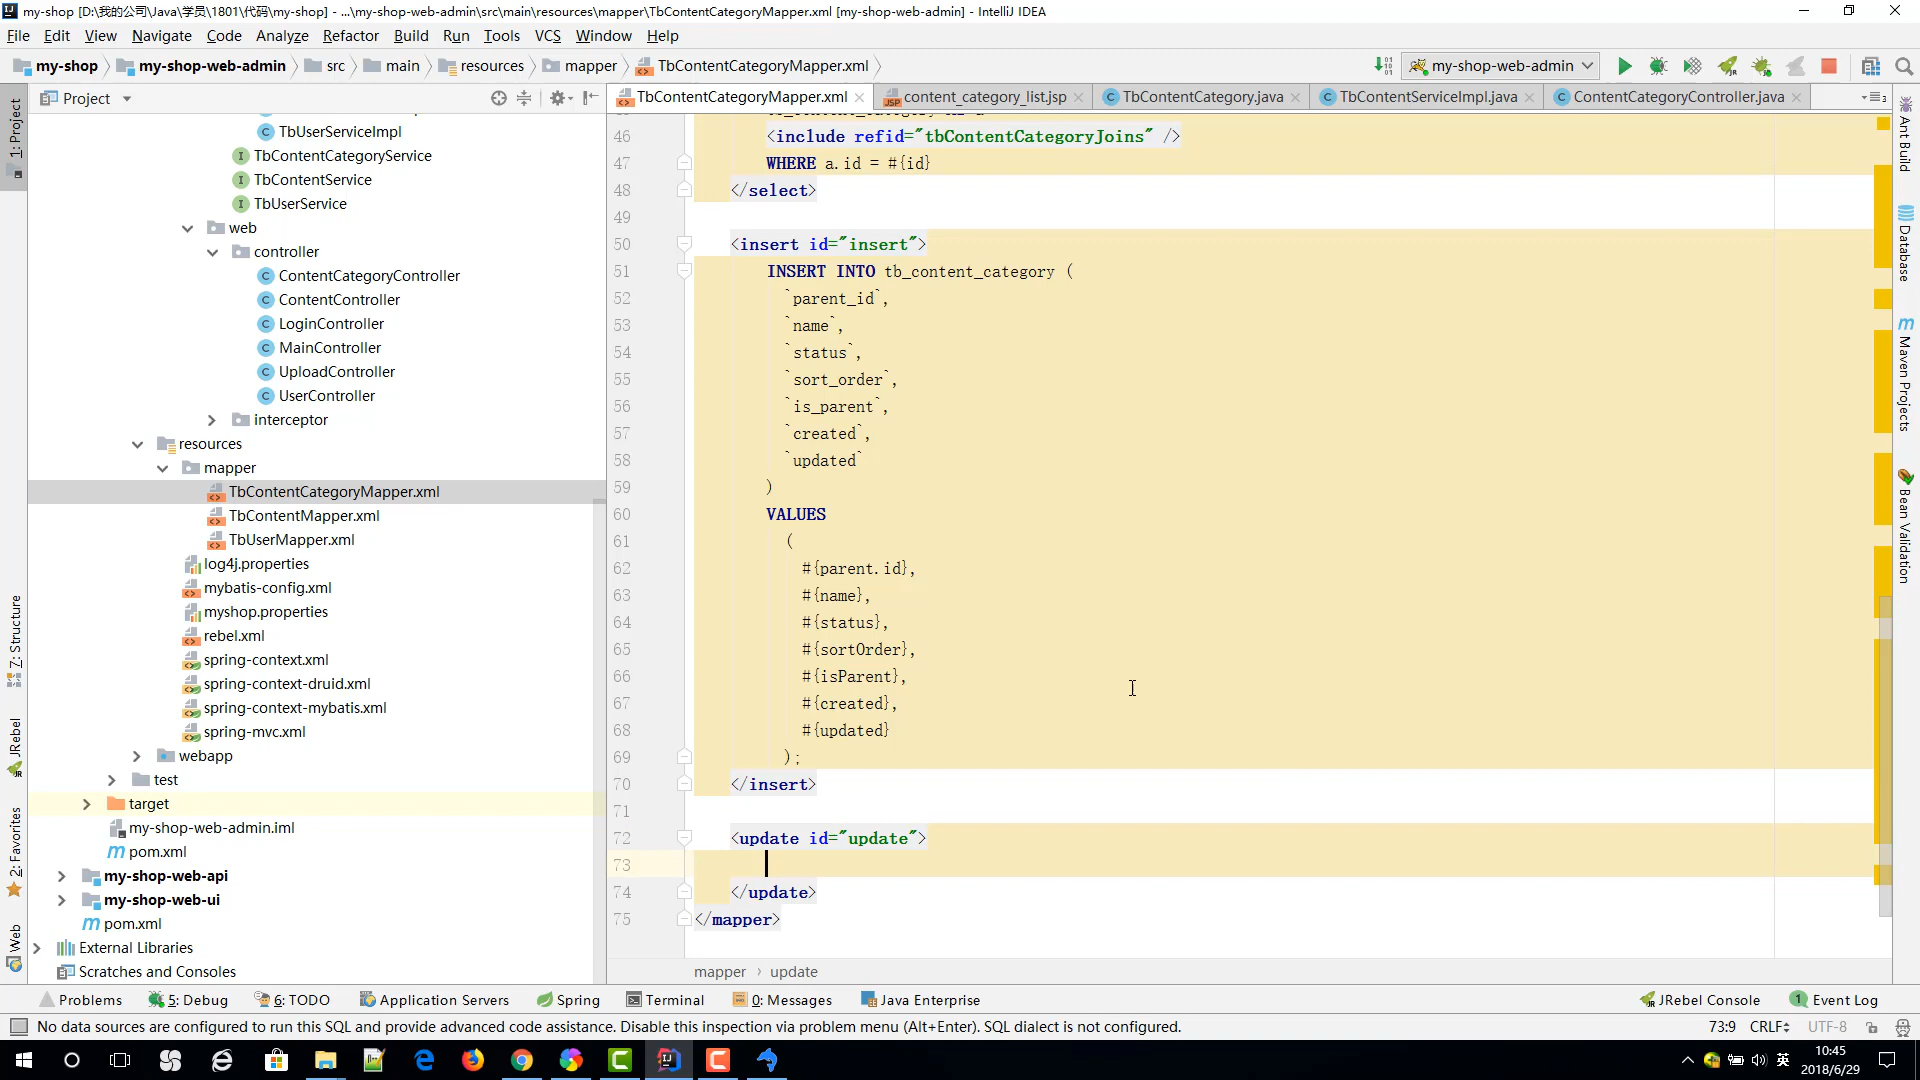 my-shop [D:\我的公司\Java\学员\1801\代码\my-shop] - ...\my-shop-web-admin\src\main\resources\mapper\TbContentCategoryMapper.xml [my-shop-web-admin] - IntelliJ IDEA
File Edit View Navigate Code Analyze Refactor Build Run Tools VCS Window Help
my-shop my-shop-web-admin src main resources mapper TbContentCategoryMapper.xml
my-shop-web-admin
Project
TbContentCategoryMapper.xml content_category_list.jsp TbContentCategory.java TbContentServiceImpl.java ContentCategoryController.java
1: Project
7: Structure
JRebel
2: Favorites
Web
TbUserServiceImpl
TbContentCategoryService
TbContentService
TbUserService
web
controller
ContentCategoryController
ContentController
LoginController
MainController
UploadController
UserController
interceptor
resources
mapper
TbContentCategoryMapper.xml
TbContentMapper.xml
TbUserMapper.xml
log4j.properties
mybatis-config.xml
myshop.properties
rebel.xml
spring-context.xml
spring-context-druid.xml
spring-context-mybatis.xml
spring-mvc.xml
webapp
test
target
my-shop-web-admin.iml
pom.xml
my-shop-web-api
my-shop-web-ui
pom.xml
External Libraries
Scratches and Consoles
46 <include refid="tbContentCategoryJoins" />
47 WHERE a.id = #{id}
48 </select>
49
50 <insert id="insert">
51 INSERT INTO tb_content_category (
52 `parent_id`,
53 `name`,
54 `status`,
55 `sort_order`,
56 `is_parent`,
57 `created`,
58 `updated`
59 )
60 VALUES
61 (
62 #{parent.id},
63 #{name},
64 #{status},
65 #{sortOrder},
66 #{isParent},
67 #{created},
68 #{updated}
69 );
70 </insert>
71
72 <update id="update">
73
74 </update>
75 </mapper>
mapper › update
Ant Build
Database
Maven Projects
Bean Validation
Problems 5: Debug 6: TODO Application Servers Spring Terminal 0: Messages Java Enterprise JRebel Console 1 Event Log
No data sources are configured to run this SQL and provide advanced code assistance. Disable this inspection via problem menu (Alt+Enter). SQL dialect is not configured.
73:9 CRLF UTF-8
英
10:45
2018/6/29